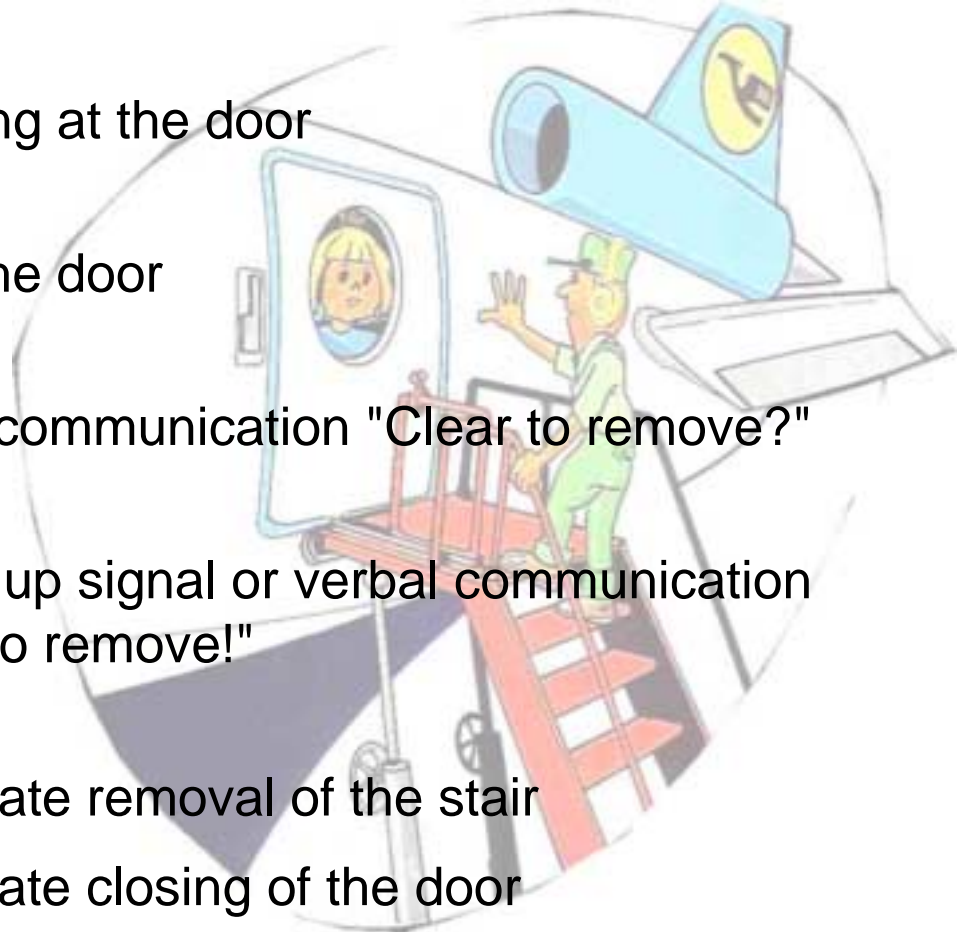 ng at the door
ne door
communication "Clear to remove?"
up signal or verbal communication
o remove!"
ate removal of the stair
ate closing of the door